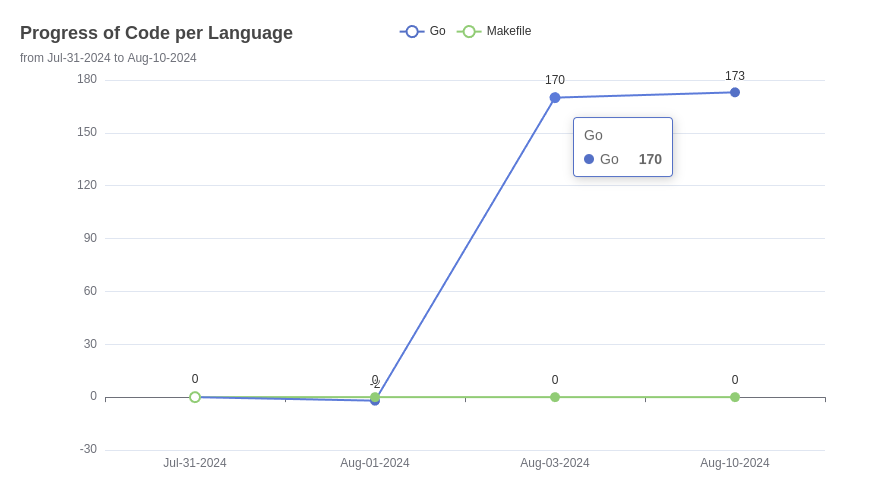 Progress of Code per Language
Go
Makefile
from Jul-31-2024 to Aug-10-2024
180
150
120
90
60
30
0
-30
0
0
-2
170
0
173
0
Go
Go 170
Jul-31-2024
Aug-01-2024
Aug-03-2024
Aug-10-2024